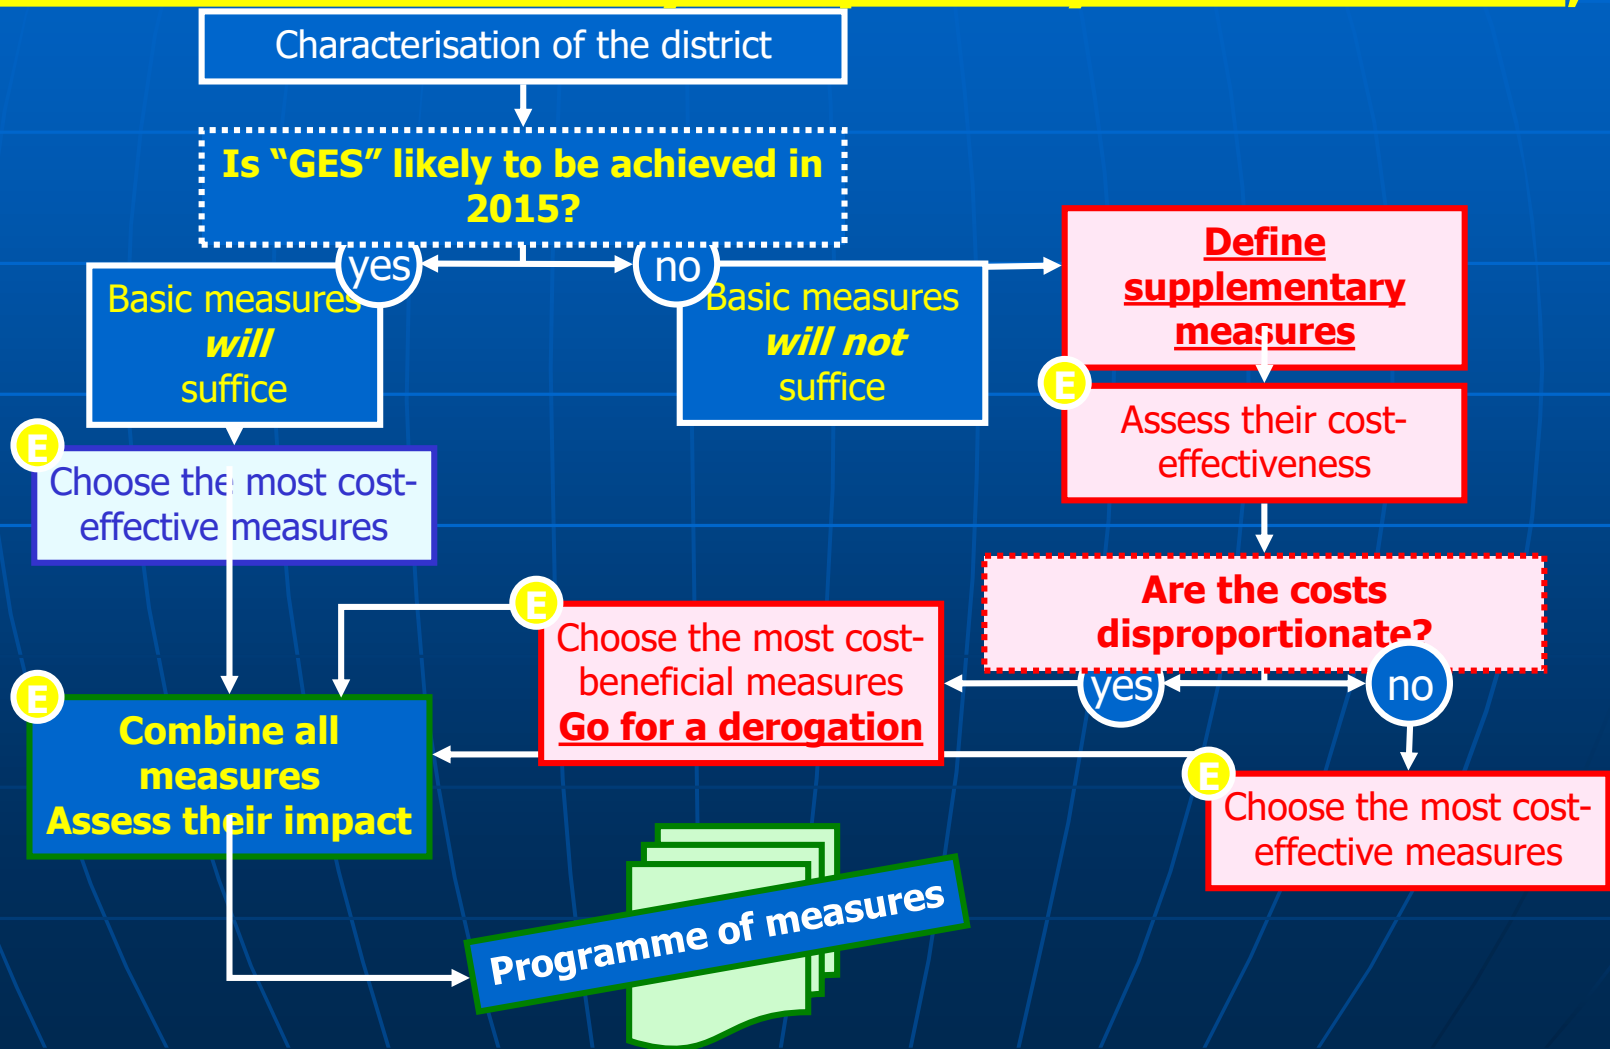 Characterisation of the district
Is “GES” likely to be achieved in
2015?
yes
no
Basic measures
will
suffice
Basic measures
will not
suffice
Define
supplementary
measures
E
Assess their cost-
effectiveness
E
Choose the most cost-
effective measures
Are the costs
disproportionate?
yes
no
E
Choose the most cost-
beneficial measures
Go for a derogation
E
Combine all
measures
Assess their impact
E
Choose the most cost-
effective measures
Programme of measures